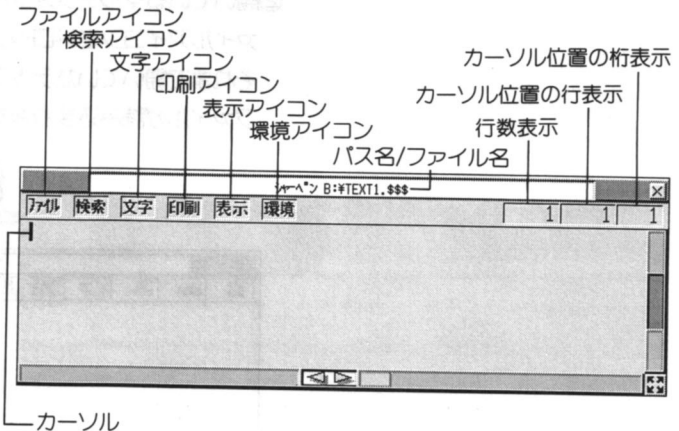 ファイルアイコン
検索アイコン
文字アイコン
印刷アイコン
表示アイコン
環境アイコン
パス名/ファイル名
カーソル位置の桁表示
カーソル位置の行表示
行数表示
シャーペン B:¥TEXT1.$$$
ファイル 検索 文字 印刷 表示 環境 1 1 1
カーソル